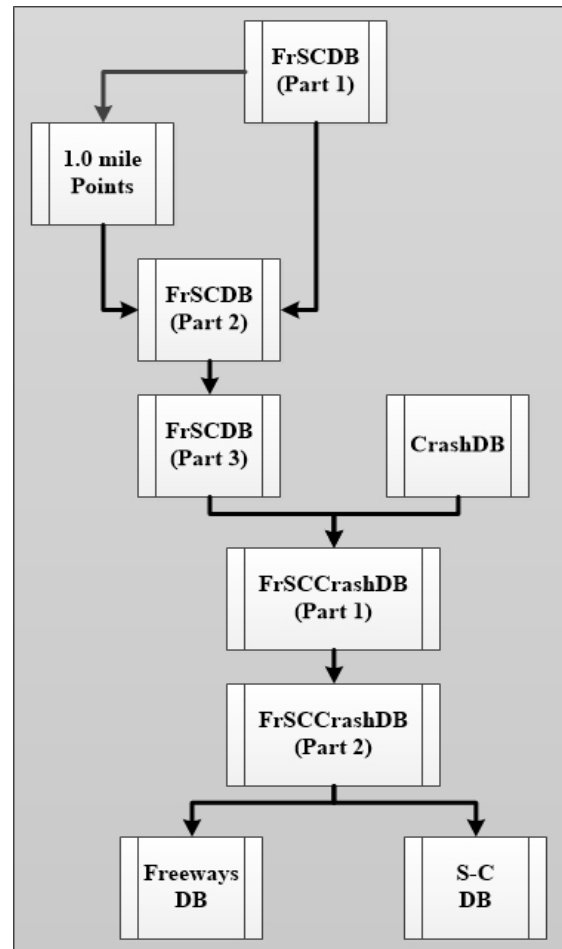 FrSCDB
(Part 1)
1.0 mile
Points
FrSCDB
(Part 2)
FrSCDB
(Part 3)
CrashDB
FrSCCrashDB
(Part 1)
FrSCCrashDB
(Part 2)
Freeways
DB
S-C
DB